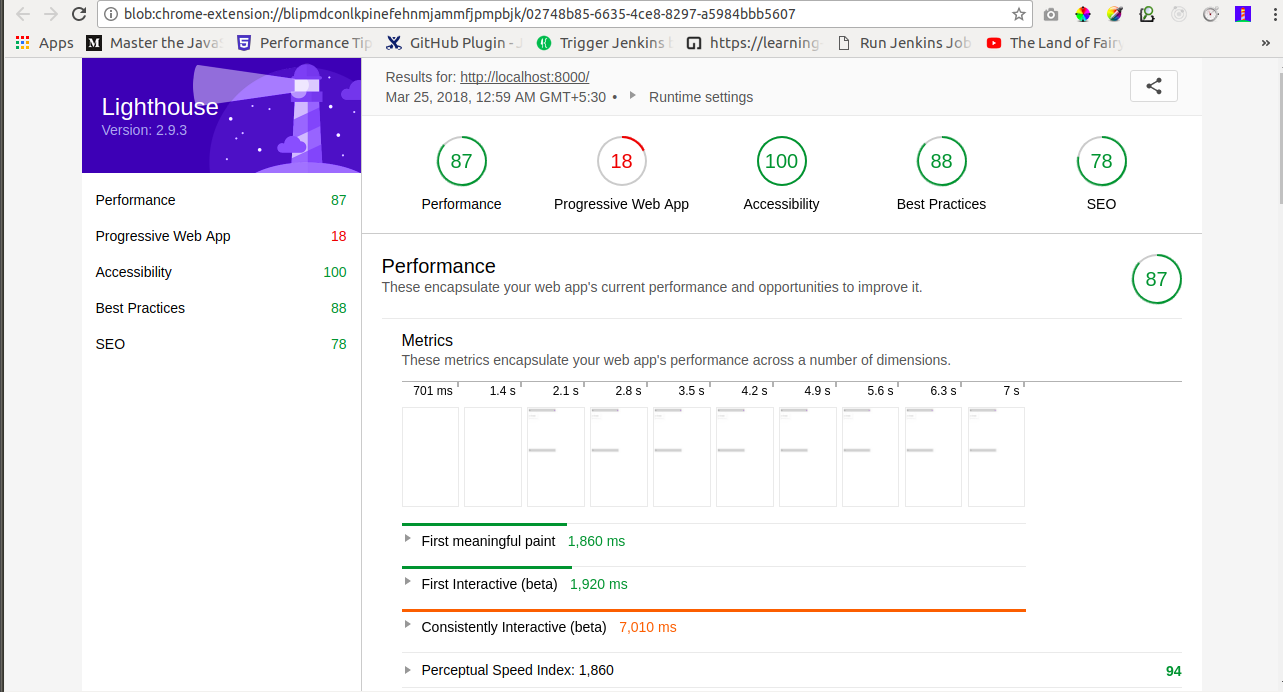 blob:chrome-extension://blipmdconlkpinefehnmjammfjpmpbjk/02748b85-6635-4ce8-8297-a5984bbb5607
Apps
Master the Java
Performance Tip
GitHub Plugin - J
Trigger Jenkins b
https://learning
Run Jenkins Job
The Land of Fairy
»
Lighthouse
Version: 2.9.3
Performance 87
Progressive Web App 18
Accessibility 100
Best Practices 88
SEO 78
Results for: http://localhost:8000/
Mar 25, 2018, 12:59 AM GMT+5:30 • Runtime settings
87 18 100 88 78
Performance Progressive Web App Accessibility Best Practices SEO
Performance
These encapsulate your web app's current performance and opportunities to improve it.
87
Metrics
These metrics encapsulate your web app's performance across a number of dimensions.
701 ms 1.4 s 2.1 s 2.8 s 3.5 s 4.2 s 4.9 s 5.6 s 6.3 s 7 s
First meaningful paint 1,860 ms
First Interactive (beta) 1,920 ms
Consistently Interactive (beta) 7,010 ms
Perceptual Speed Index: 1,860 94